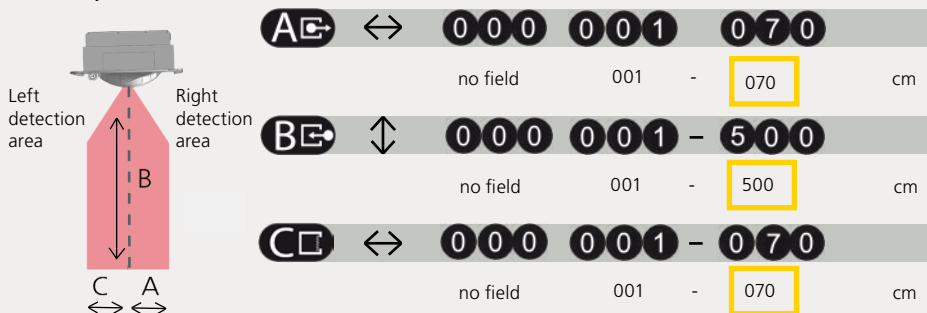 A ↔ 000 001 070
no field 001 - 070 cm
Left detection area
Right detection area
B ↕ 000 001 – 500
B
no field 001 - 500 cm
C ↔ 000 001 – 070
C A
no field 001 - 070 cm